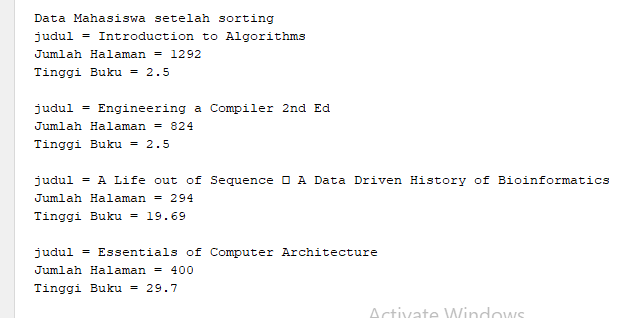 Data Mahasiswa setelah sorting
judul = Introduction to Algorithms
Jumlah Halaman = 1292
Tinggi Buku = 2.5
judul = Engineering a Compiler 2nd Ed
Jumlah Halaman = 824
Tinggi Buku = 2.5
judul = A Life out of Sequence □ A Data Driven History of Bioinformatics
Jumlah Halaman = 294
Tinggi Buku = 19.69
judul = Essentials of Computer Architecture
Jumlah Halaman = 400
Tinggi Buku = 29.7
Activate Windows